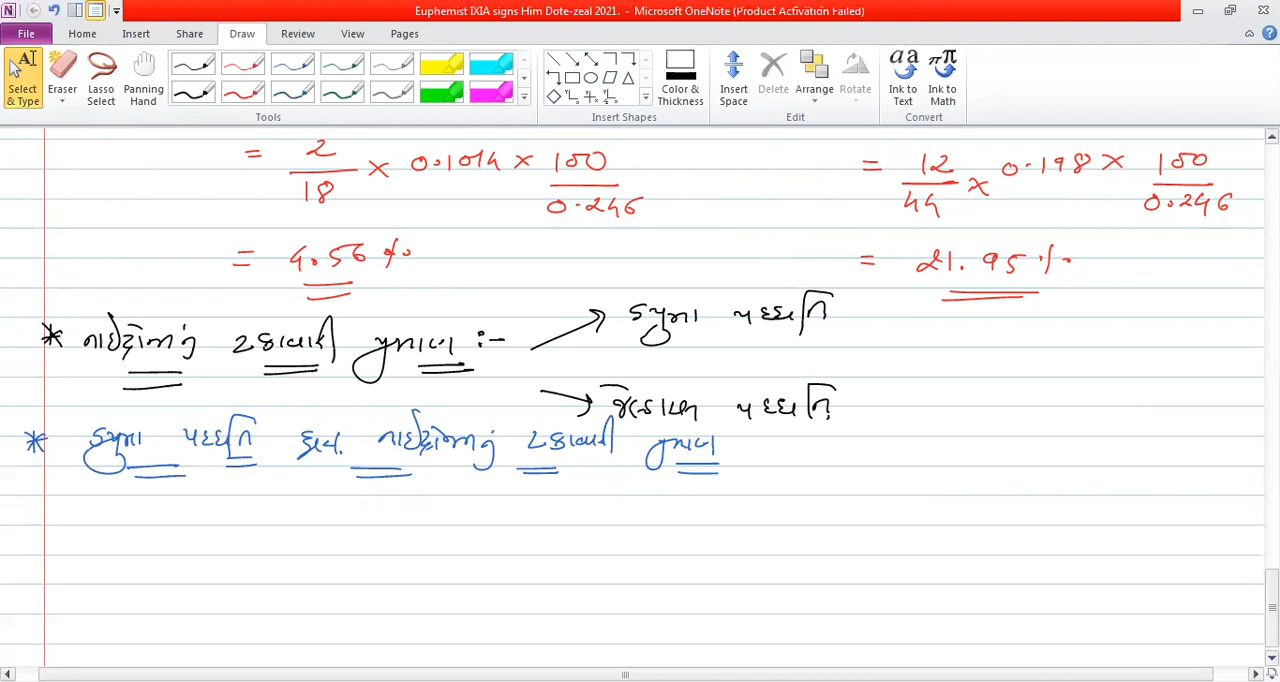 Euphemist IXIA signs Him Dote-zeal 2021. - Microsoft OneNote (Product Activation Failed)
File Home Insert Share Draw Review View Pages
Select & Type Eraser Lasso Select Panning Hand Color & Thickness Insert Space Delete Arrange Rotate Ink to Text Ink to Math
Tools Insert Shapes Edit Convert
= 2/18 × 0.1014 × 100/0.246
= 12/44 × 0.198 × 100/0.246
= 4.56 %
= 21.95 %
* નાઈટ્રોજનનું ટકાવારી પ્રમાણ :-
ડયુમા પદ્ધતિ
જેલ્ડાહલ પદ્ધતિ
* ડયુમા પદ્ધતિ દ્વારા નાઈટ્રોજનનું ટકાવારી પ્રમાણ